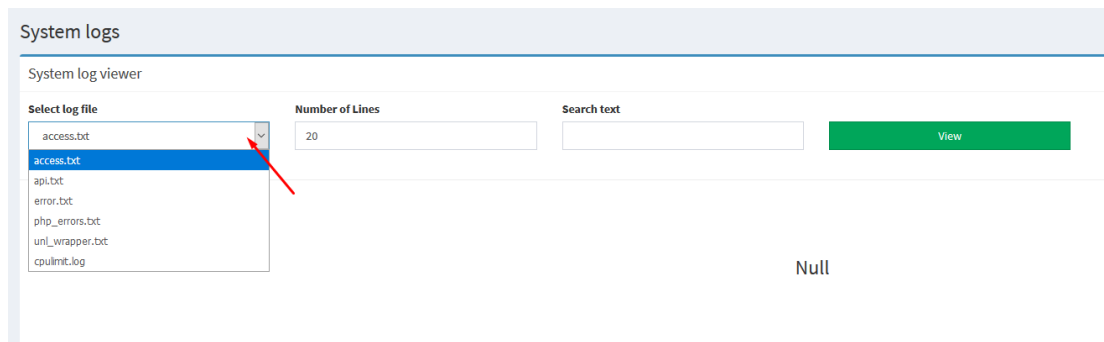 System logs
System log viewer
Select log file
Number of Lines
Search text
access.txt
20
View
access.txt
api.txt
error.txt
php_errors.txt
unl_wrapper.txt
cpulimit.log
Null